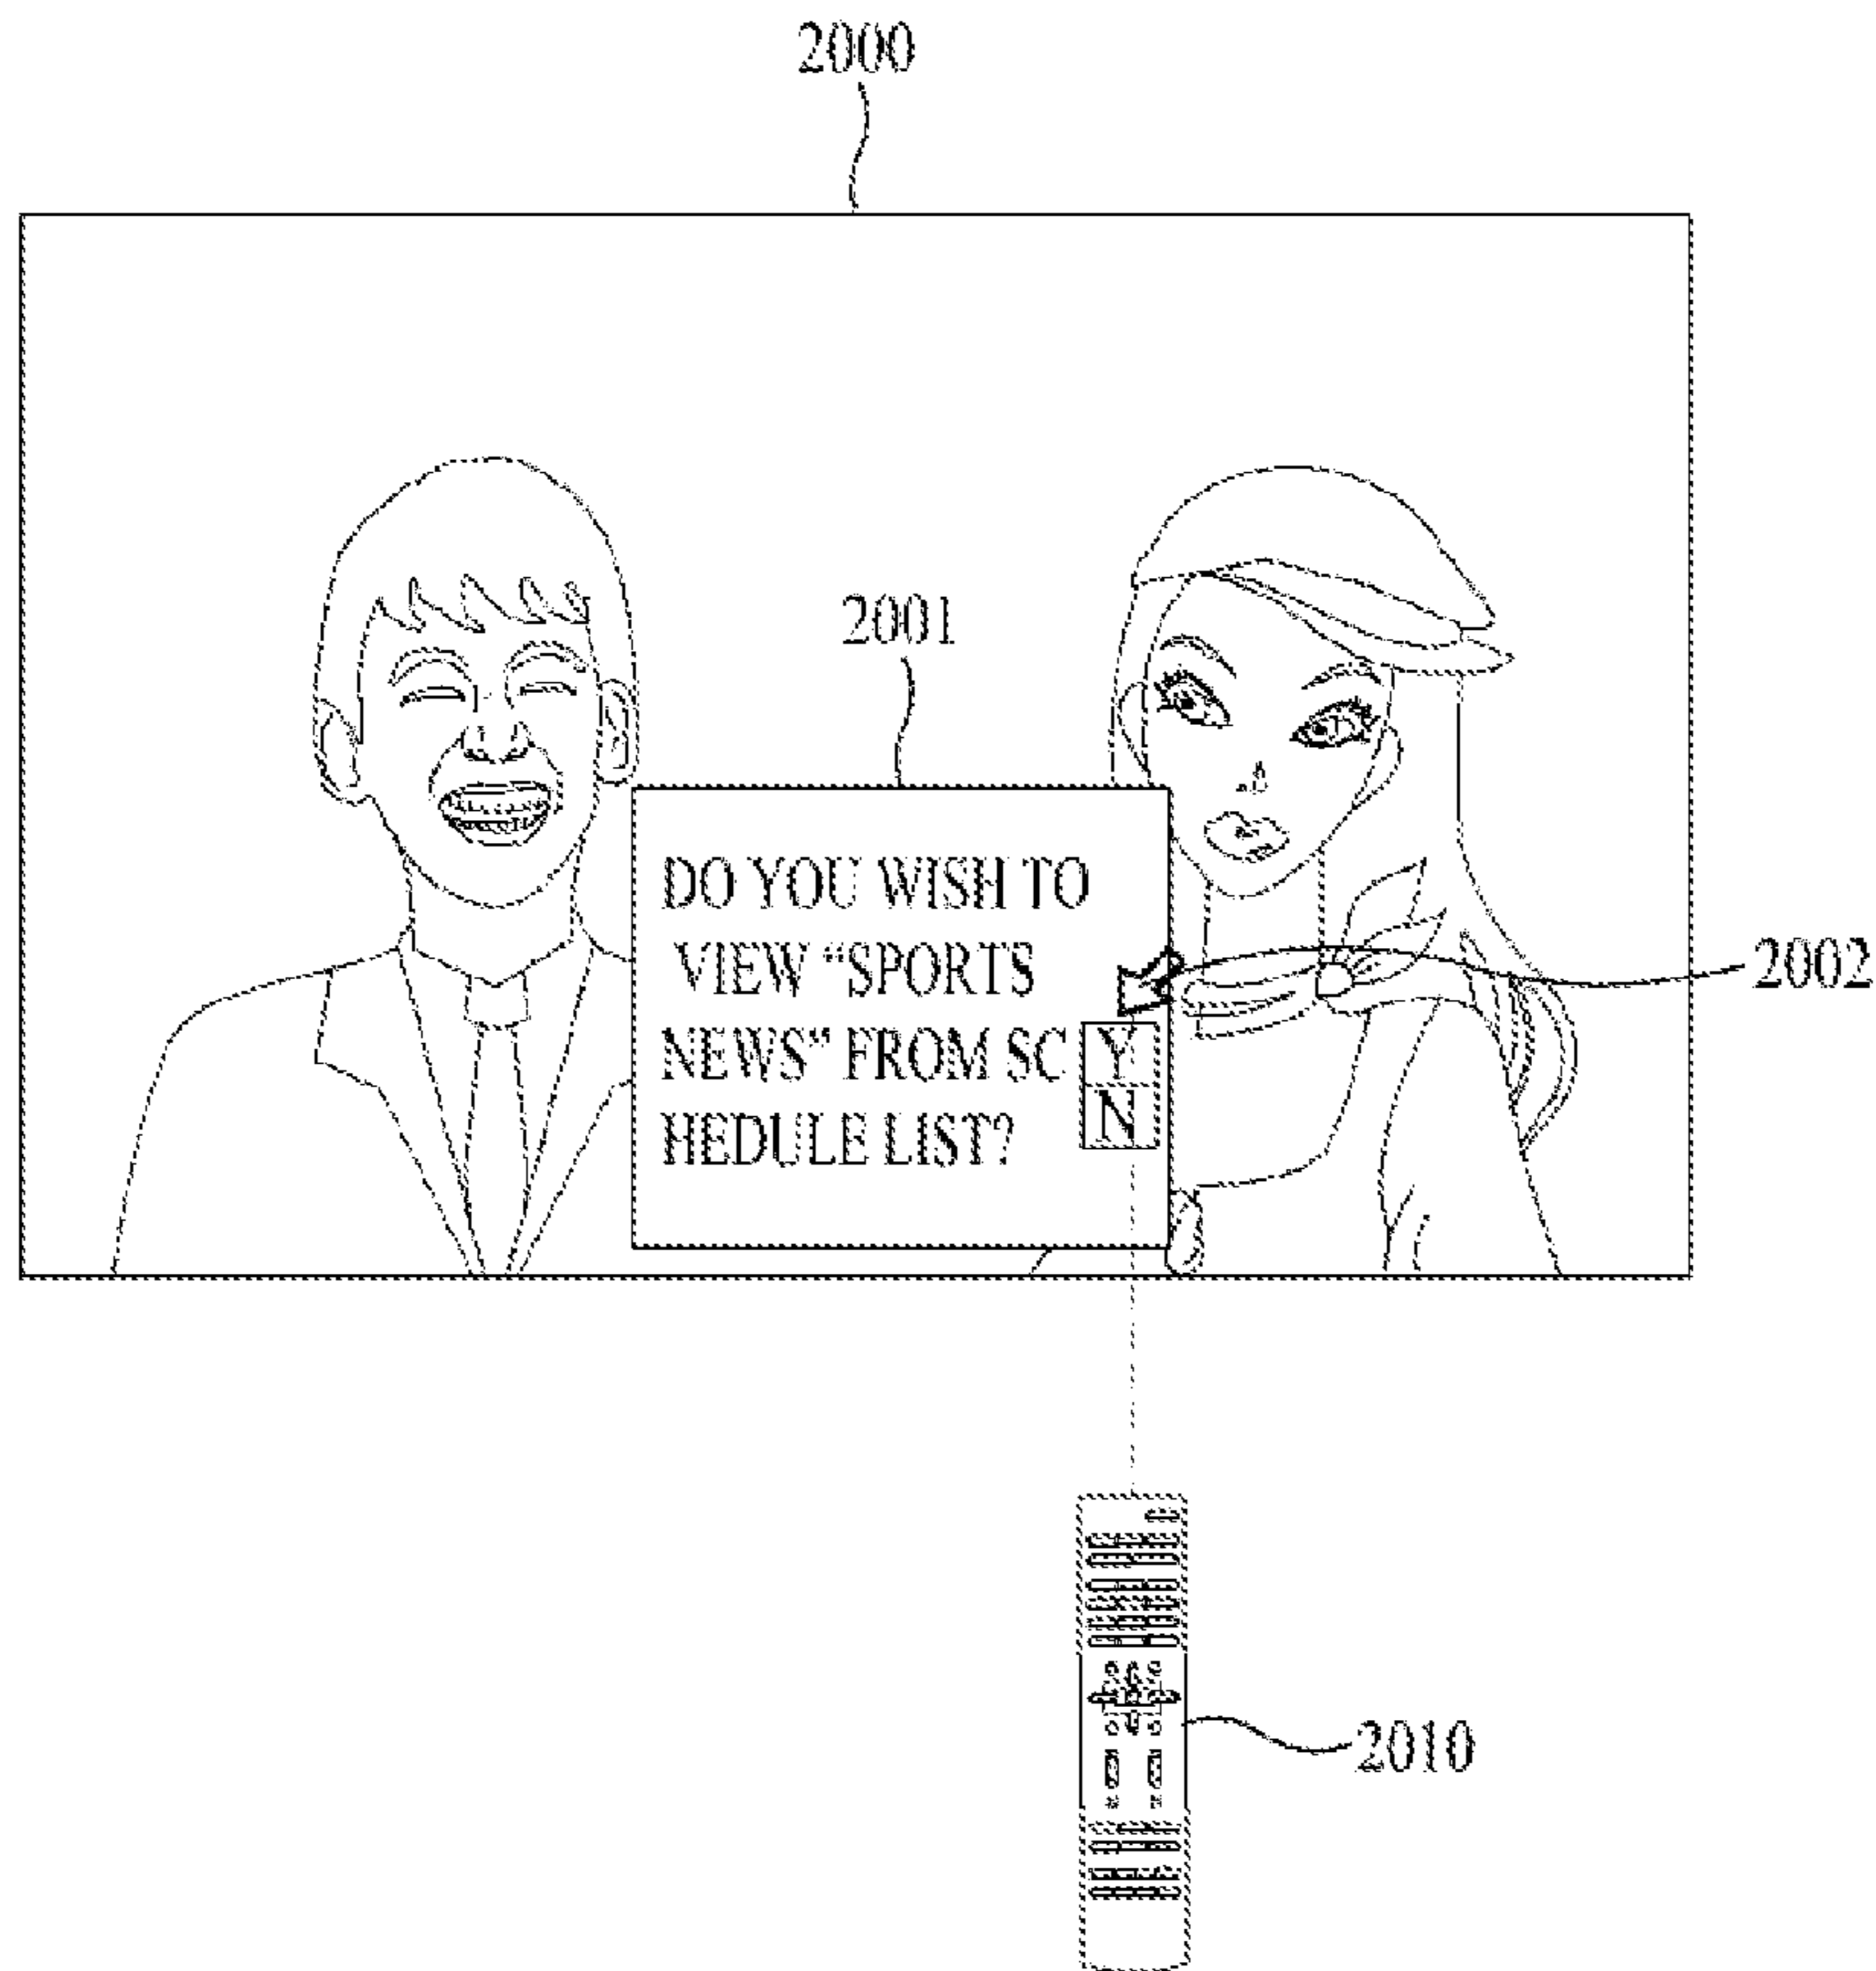 2000
2001
DO YOU WISH TO
VIEW “SPORTS
NEWS” FROM SC
HEDULE LIST?
Y
N
2002
2010